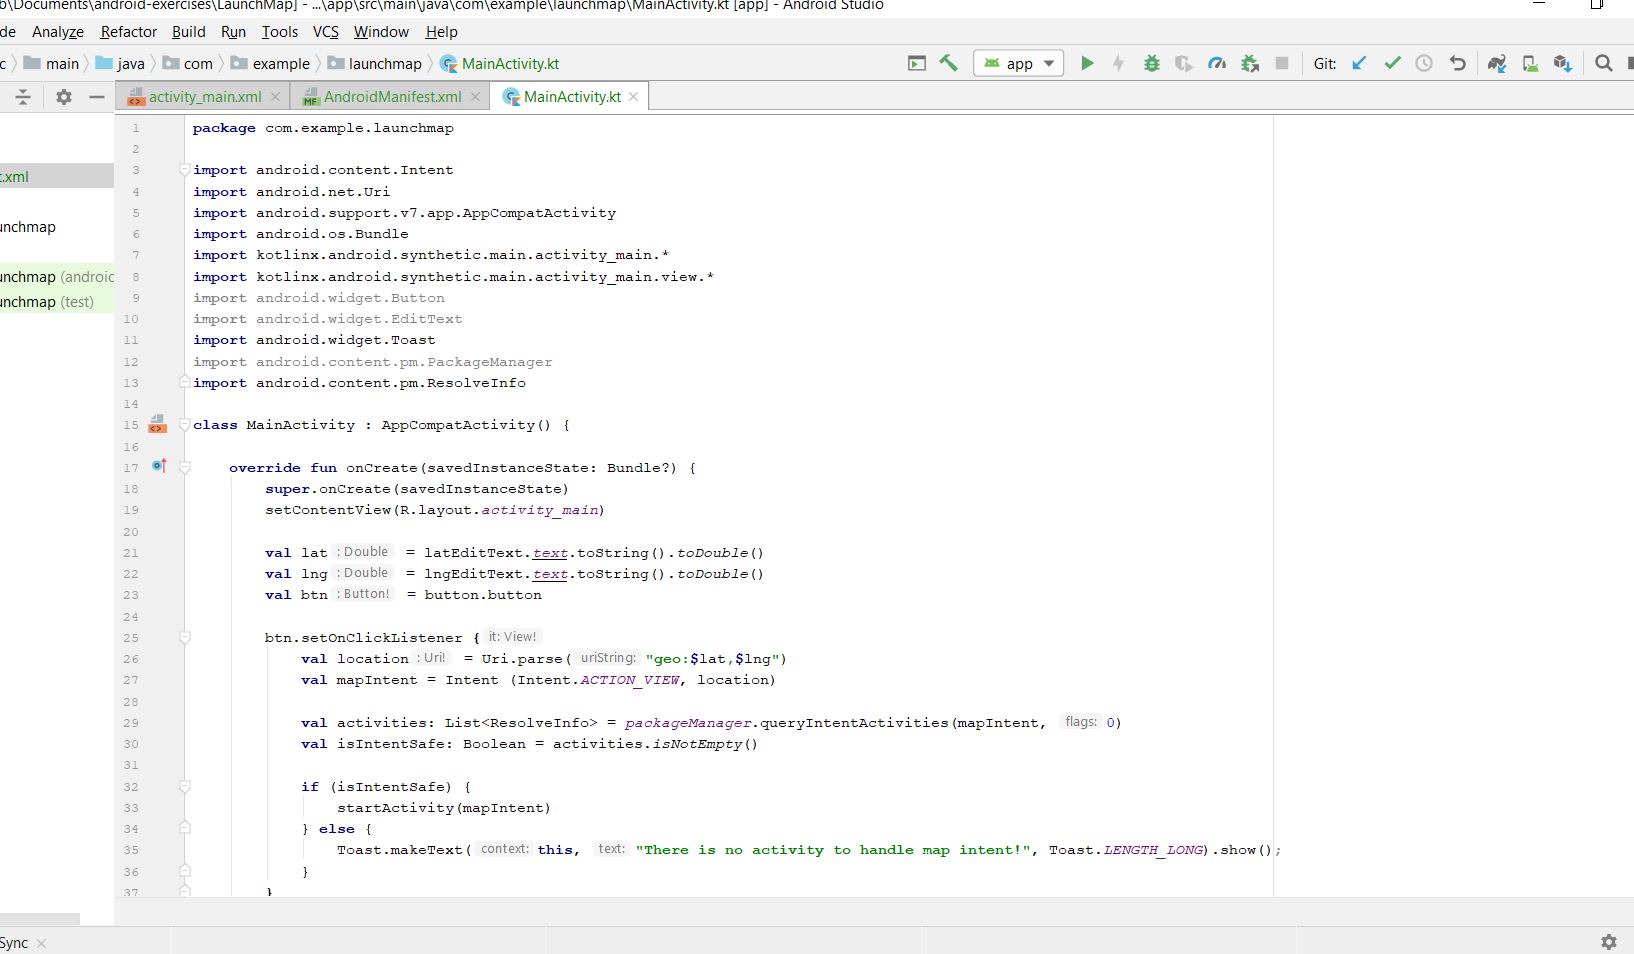 b\Documents\android-exercises\LaunchMap] - ...\app\src\main\java\com\example\launchmap\MainActivity.kt [app] - Android Studio
de Analyze Refactor Build Run Tools VCS Window Help
c main java com example launchmap MainActivity.kt app Git:
activity_main.xml AndroidManifest.xml MainActivity.kt
t.xml
unchmap
unchmap (androic
unchmap (test)
1 package com.example.launchmap
2
3 import android.content.Intent
4 import android.net.Uri
5 import android.support.v7.app.AppCompatActivity
6 import android.os.Bundle
7 import kotlinx.android.synthetic.main.activity_main.*
8 import kotlinx.android.synthetic.main.activity_main.view.*
9 import android.widget.Button
10 import android.widget.EditText
11 import android.widget.Toast
12 import android.content.pm.PackageManager
13 import android.content.pm.ResolveInfo
14
15 class MainActivity : AppCompatActivity() {
16
17 override fun onCreate(savedInstanceState: Bundle?) {
18 super.onCreate(savedInstanceState)
19 setContentView(R.layout.activity_main)
20
21 val lat : Double = latEditText.text.toString().toDouble()
22 val lng : Double = lngEditText.text.toString().toDouble()
23 val btn : Button! = button.button
24
25 btn.setOnClickListener { it: View!
26 val location : Uri! = Uri.parse( uriString: "geo:$lat,$lng")
27 val mapIntent = Intent (Intent.ACTION_VIEW, location)
28
29 val activities: List<ResolveInfo> = packageManager.queryIntentActivities(mapIntent, flags: 0)
30 val isIntentSafe: Boolean = activities.isNotEmpty()
31
32 if (isIntentSafe) {
33 startActivity(mapIntent)
34 } else {
35 Toast.makeText( context: this, text: "There is no activity to handle map intent!", Toast.LENGTH_LONG).show();
36 }
37 }
Sync